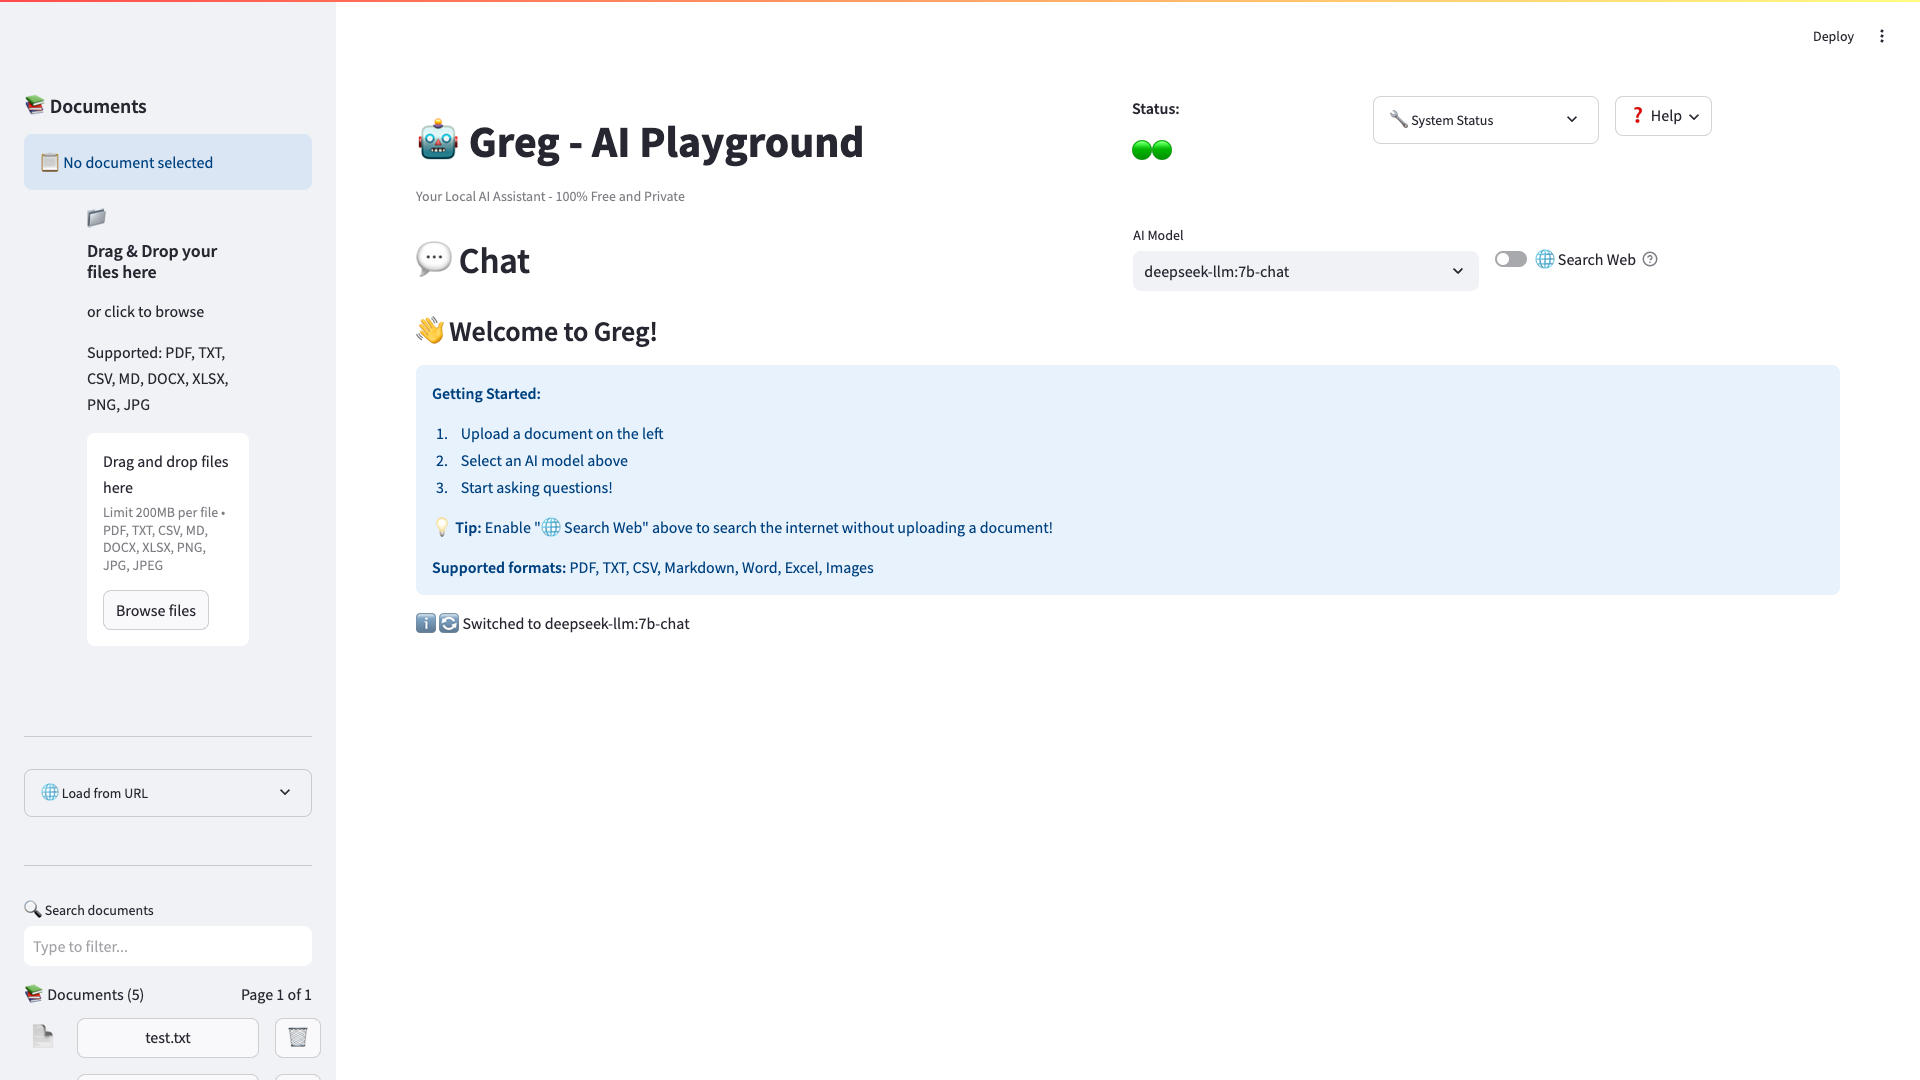 Deploy
📚 Documents
📋 No document selected
📁
Drag & Drop your
files here
or click to browse
Supported: PDF, TXT,
CSV, MD, DOCX, XLSX,
PNG, JPG
Drag and drop files
here
Limit 200MB per file •
PDF, TXT, CSV, MD,
DOCX, XLSX, PNG,
JPG, JPEG
Browse files
🌐 Load from URL
🔍 Search documents
Type to filter...
📚 Documents (5)
Page 1 of 1
test.txt
🤖 Greg - AI Playground
Your Local AI Assistant - 100% Free and Private
Status:
🔧 System Status
❓ Help
💬 Chat
AI Model
deepseek-llm:7b-chat
🌐 Search Web
👋 Welcome to Greg!
Getting Started:
1. Upload a document on the left
2. Select an AI model above
3. Start asking questions!
💡 Tip: Enable "🌐 Search Web" above to search the internet without uploading a document!
Supported formats: PDF, TXT, CSV, Markdown, Word, Excel, Images
ℹ️ 🔄 Switched to deepseek-llm:7b-chat